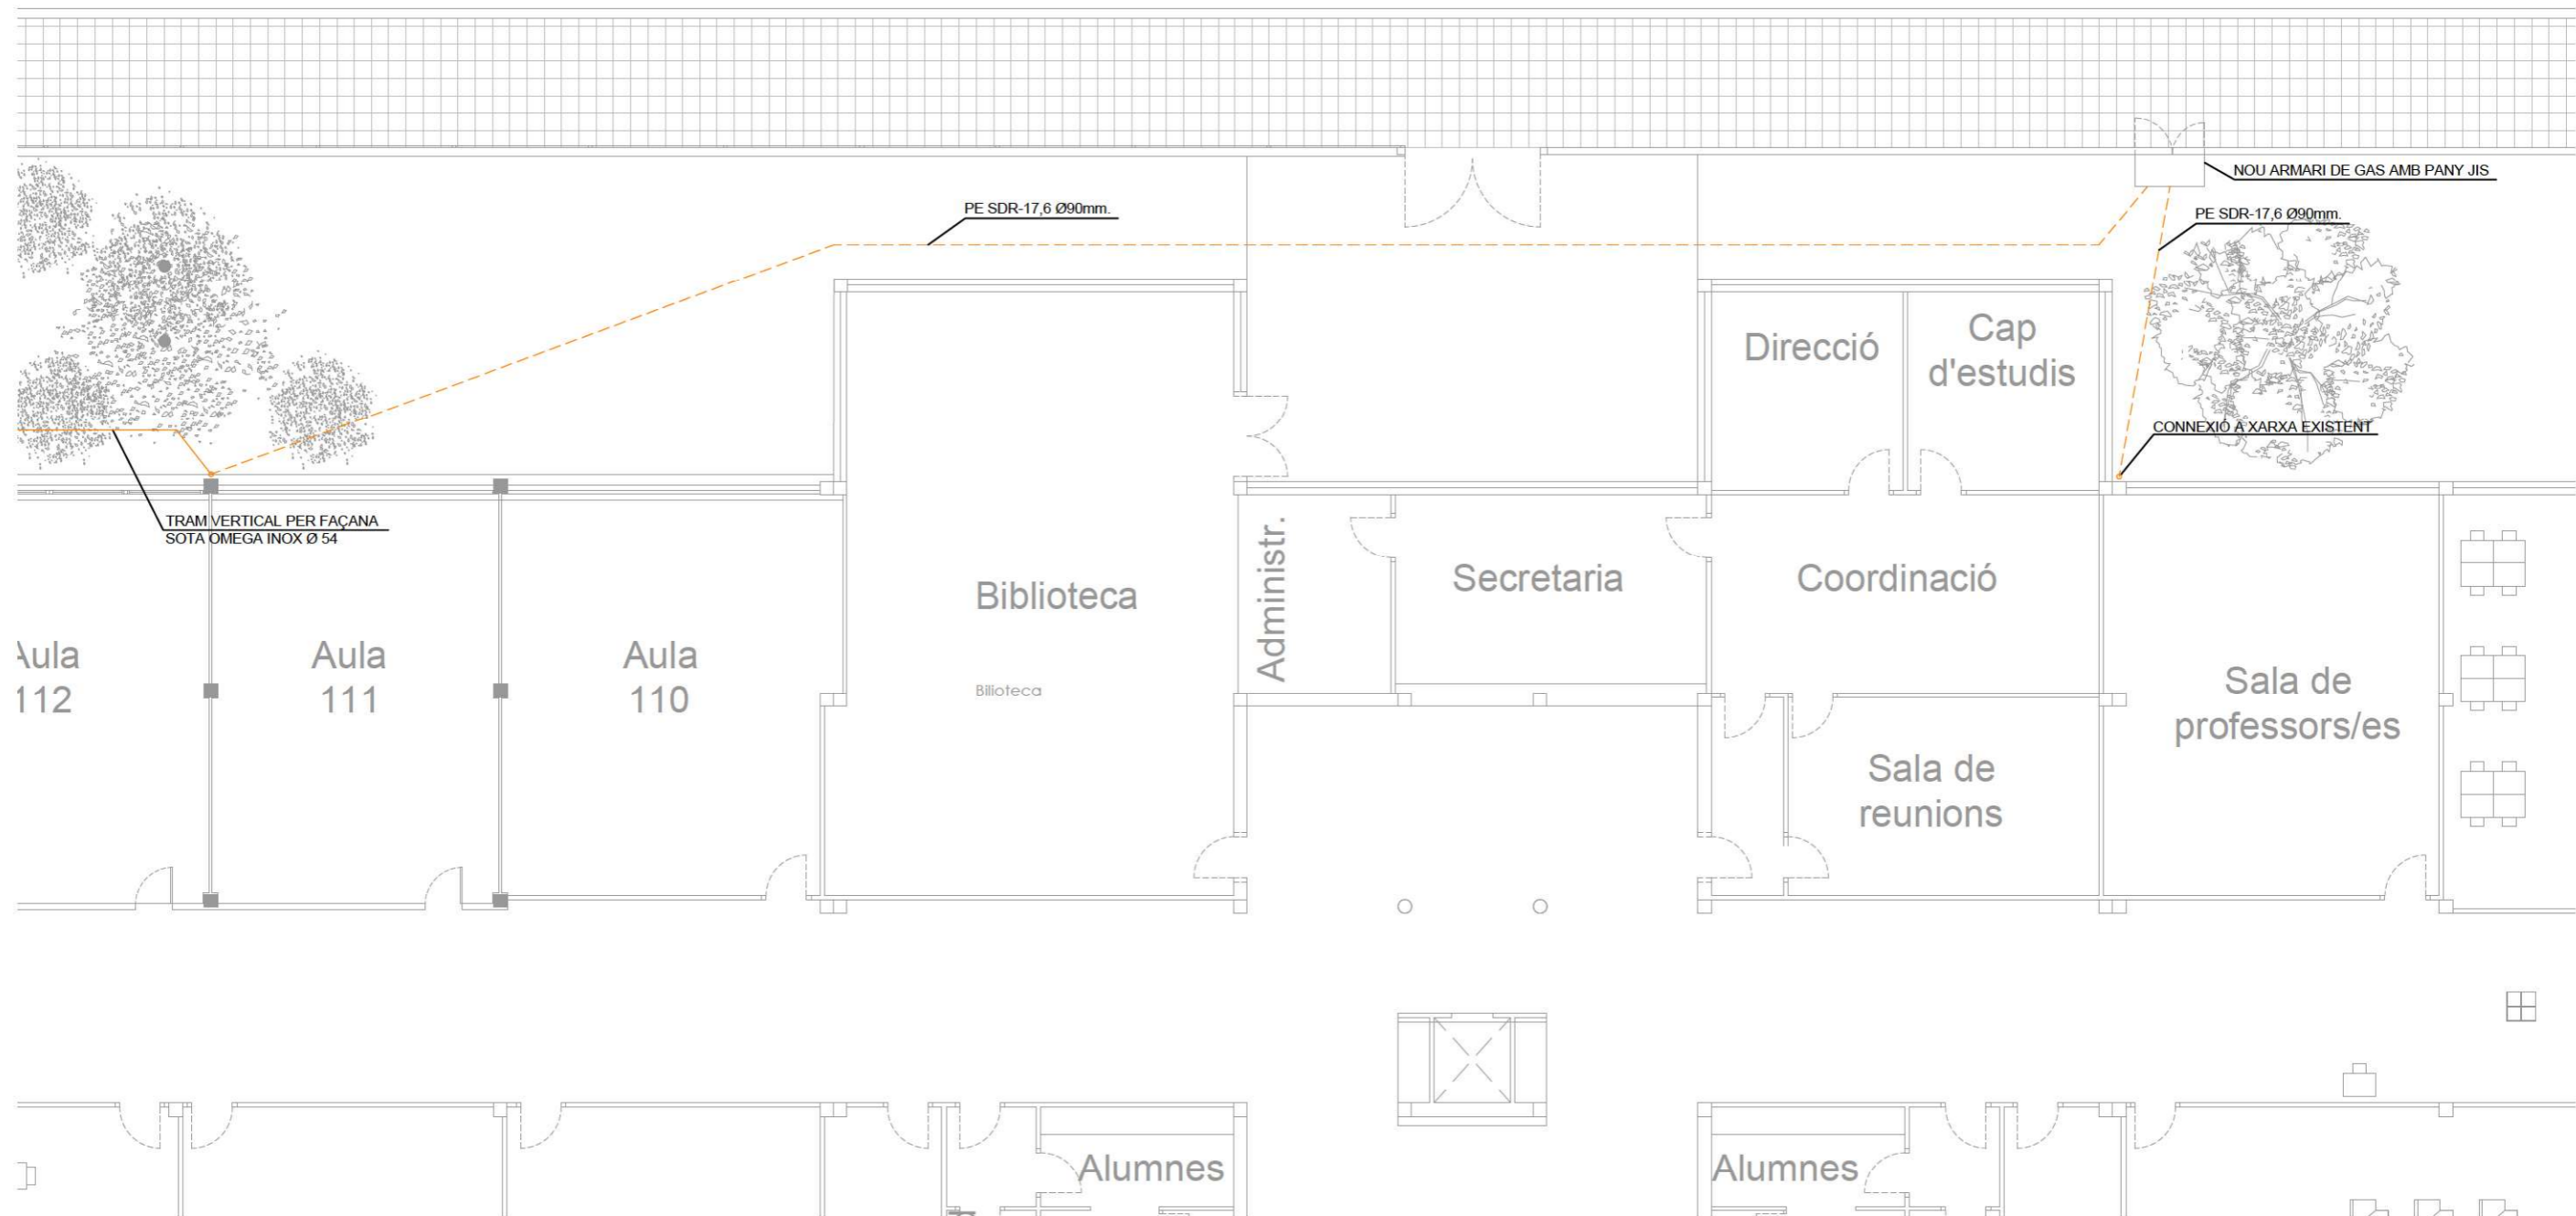 NOU ARMARI DE GAS AMB PANY JIS
PE SDR-17,6 Ø90mm.
PE SDR-17,6 Ø90mm.
Direcció
Cap
d'estudis
CONNEXIÓ A XARXA EXISTENT
TRAM VERTICAL PER FAÇANA
SOTA OMEGA INOX Ø 54
Administr.
Secretaria
Coordinació
Biblioteca
Bilioteca
Aula
112
Aula
111
Aula
110
Sala de
professors/es
Sala de
reunions
Alumnes
Alumnes